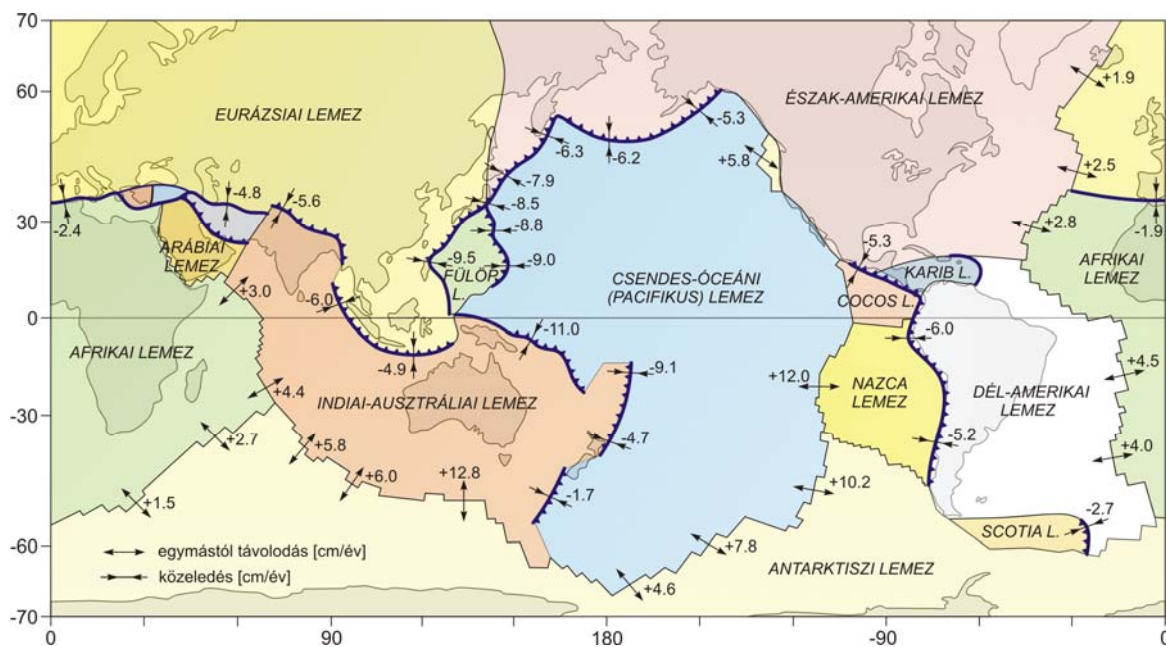 70
60
30
0
-30
-60
-70
0
90
180
-90
0
EURÁZSIAI LEMEZ
ÉSZAK-AMERIKAI LEMEZ
+1.9
-5.3
-6.3
-6.2
+5.8
+2.5
-4.8
-5.6
-7.9
-8.5
-8.8
-2.4
+2.8
-1.9
ARÁBIAI
LEMEZ
-9.5
-9.0
FÜLÖP
L.
-5.3
KARIB L.
AFRIKAI
LEMEZ
CSENDES-ÓCEÁNI
(PACIFIKUS) LEMEZ
COCOS L.
+3.0
-6.0
-11.0
-6.0
AFRIKAI LEMEZ
-4.9
-9.1
+12.0
NAZCA
LEMEZ
DÉL-AMERIKAI
LEMEZ
+4.5
+4.4
INDIAI-AUSZTRÁLIAI LEMEZ
+2.7
+5.8
-4.7
-5.2
+4.0
+6.0
+12.8
-1.7
+10.2
+1.5
-2.7
SCOTIA L.
+7.8
+4.6
ANTARKTISZI LEMEZ
egymástól távolodás [cm/év]
közeledés [cm/év]